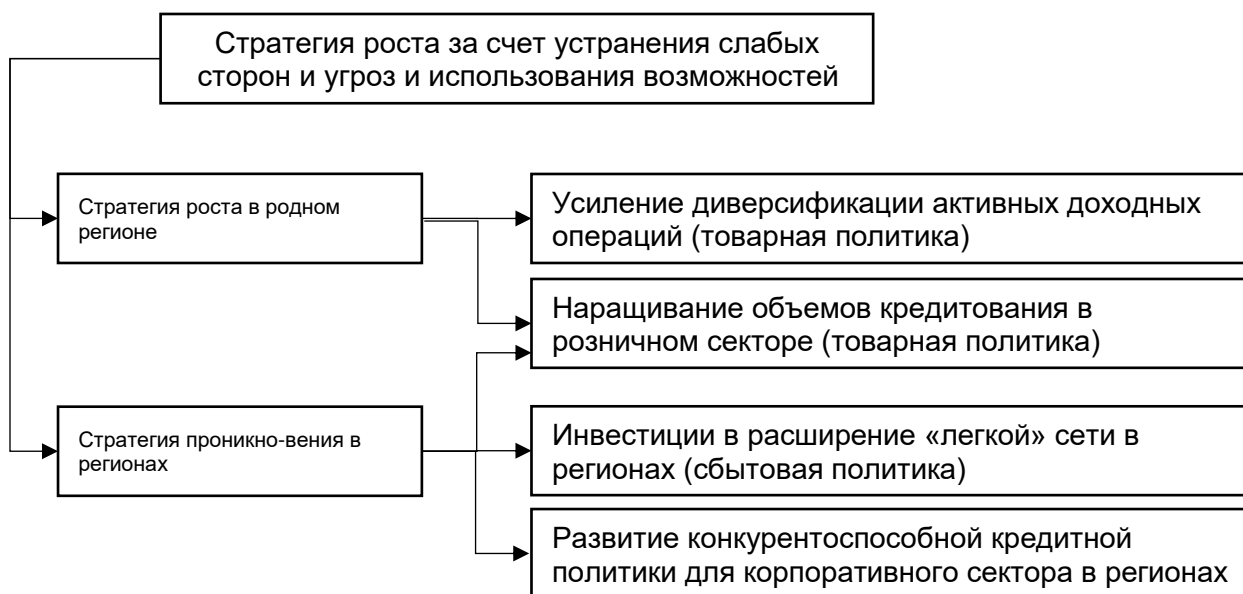 Стратегия роста за счет устранения слабых
сторон и угроз и использования возможностей
Стратегия роста в родном
регионе
Усиление диверсификации активных доходных
операций (товарная политика)
Наращивание объемов кредитования в
розничном секторе (товарная политика)
Стратегия проникно-вения в
регионах
Инвестиции в расширение «легкой» сети в
регионах (сбытовая политика)
Развитие конкурентоспособной кредитной
политики для корпоративного сектора в регионах